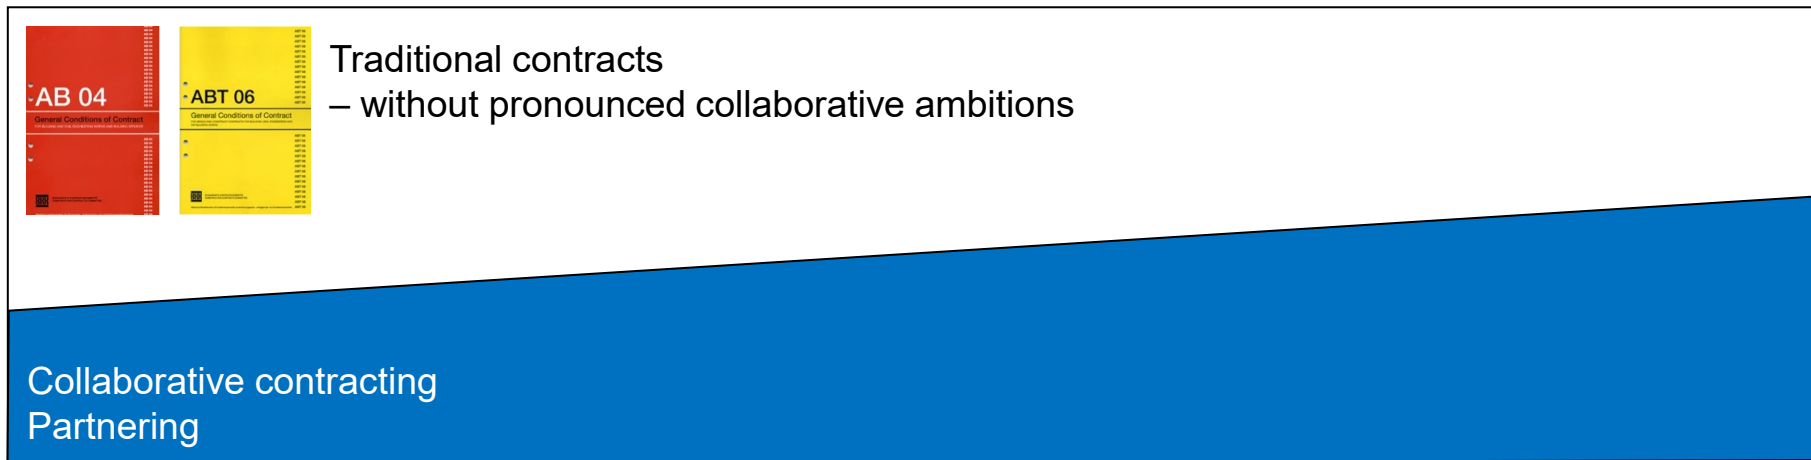 AB 04
General Conditions of Contract
ABT 06
General Conditions of Contract
Traditional contracts
– without pronounced collaborative ambitions
Collaborative contracting
Partnering